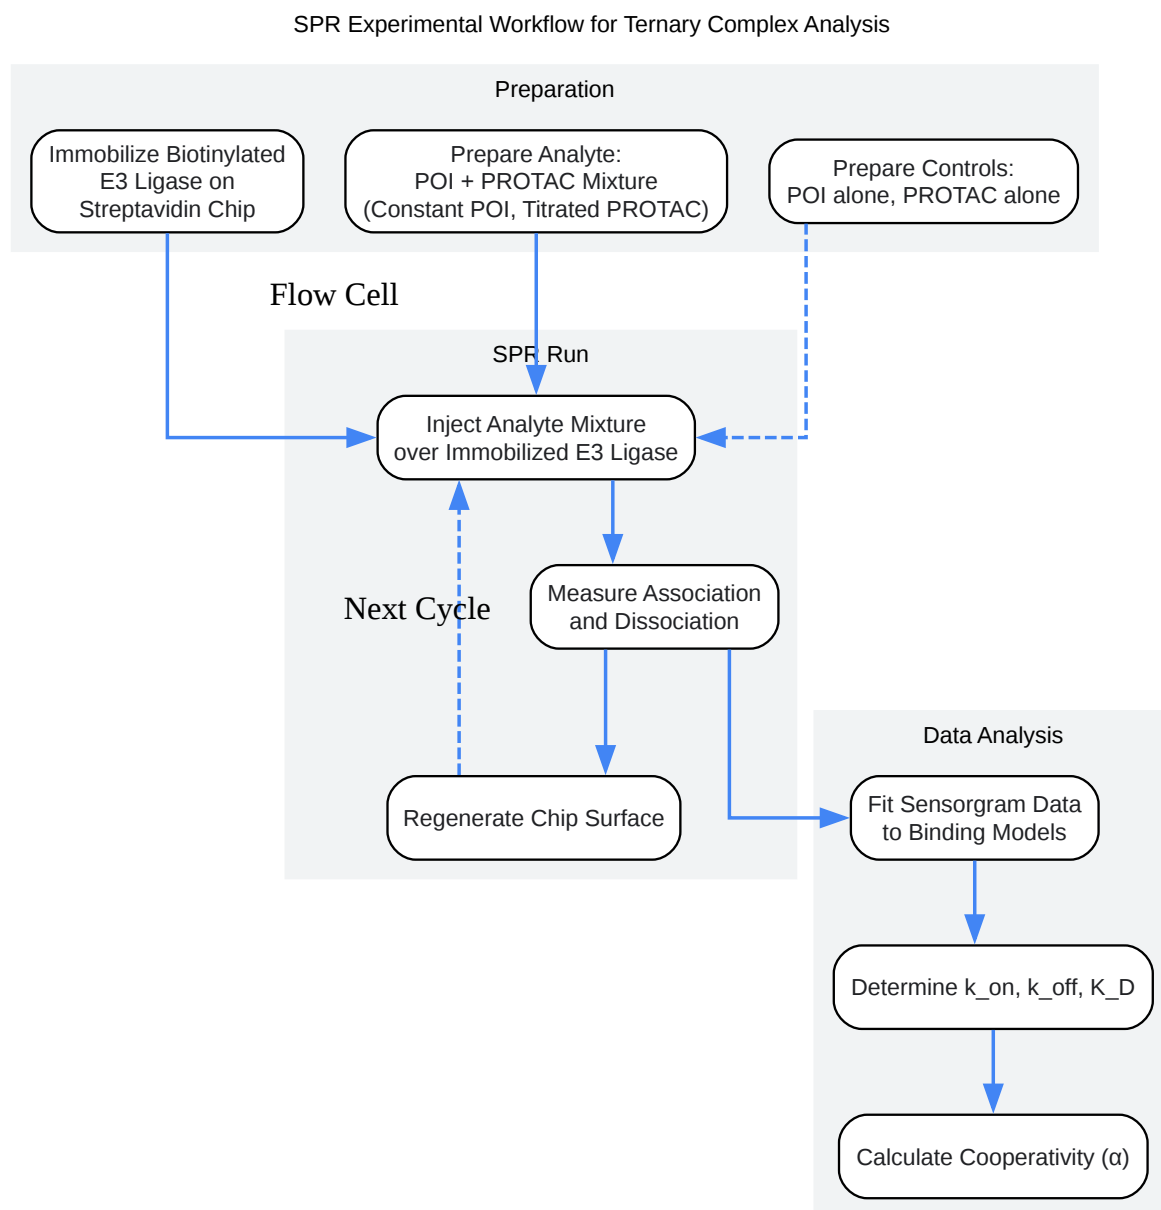 SPR Experimental Workflow for Ternary Complex Analysis
Preparation
Immobilize Biotinylated
E3 Ligase on
Streptavidin Chip
Prepare Analyte:
POI + PROTAC Mixture
(Constant POI, Titrated PROTAC)
Prepare Controls:
POI alone, PROTAC alone
Flow Cell
SPR Run
Inject Analyte Mixture
over Immobilized E3 Ligase
Next Cycle
Measure Association
and Dissociation
Regenerate Chip Surface
Data Analysis
Fit Sensorgram Data
to Binding Models
Determine k_on, k_off, K_D
Calculate Cooperativity (α)